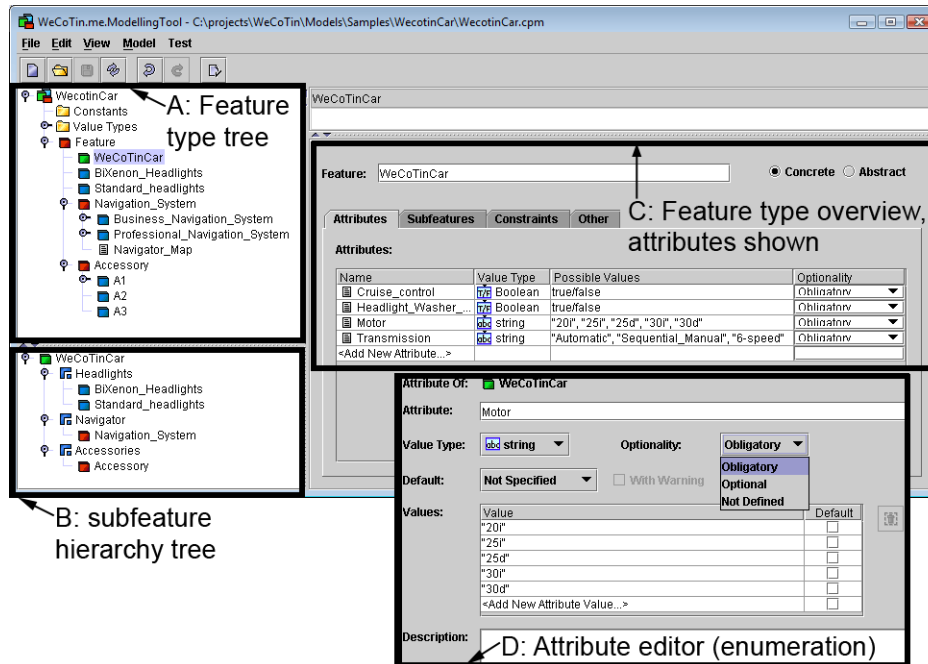 WeCoTin.me.ModellingTool - C:\projects\WeCoTin\Models\Samples\WecotinCar\WecotinCar.cpm
File Edit View Model Test
WecotinCar
Constants
Value Types
Feature
WeCoTinCar
BiXenon_Headlights
Standard_headlights
Navigation_System
Business_Navigation_System
Professional_Navigation_System
Navigator_Map
Accessory
A1
A2
A3
A: Feature
type tree
WeCoTinCar
Headlights
BiXenon_Headlights
Standard_headlights
Navigator
Navigation_System
Accessories
Accessory
B: subfeature
hierarchy tree
WeCoTinCar
Feature: WeCoTinCar Concrete Abstract
Attributes Subfeatures Constraints Other
C: Feature type overview,
attributes shown
Attributes:
Name Value Type Possible Values Optionality
Cruise_control T/F Boolean true/false Obligatory
Headlight_Washer_... T/F Boolean true/false Obligatory
Motor abc string "20i", "25i", "25d", "30i", "30d" Obligatory
Transmission abc string "Automatic", "Sequential_Manual", "6-speed" Obligatory
<Add New Attribute...>
Attribute Of: WeCoTinCar
Attribute: Motor
Value Type: abc string Optionality: Obligatory
Obligatory
Optional
Not Defined
Default: Not Specified With Warning
Values: Value Default
"20i"
"25i"
"25d"
"30i"
"30d"
<Add New Attribute Value...>
Description:
D: Attribute editor (enumeration)